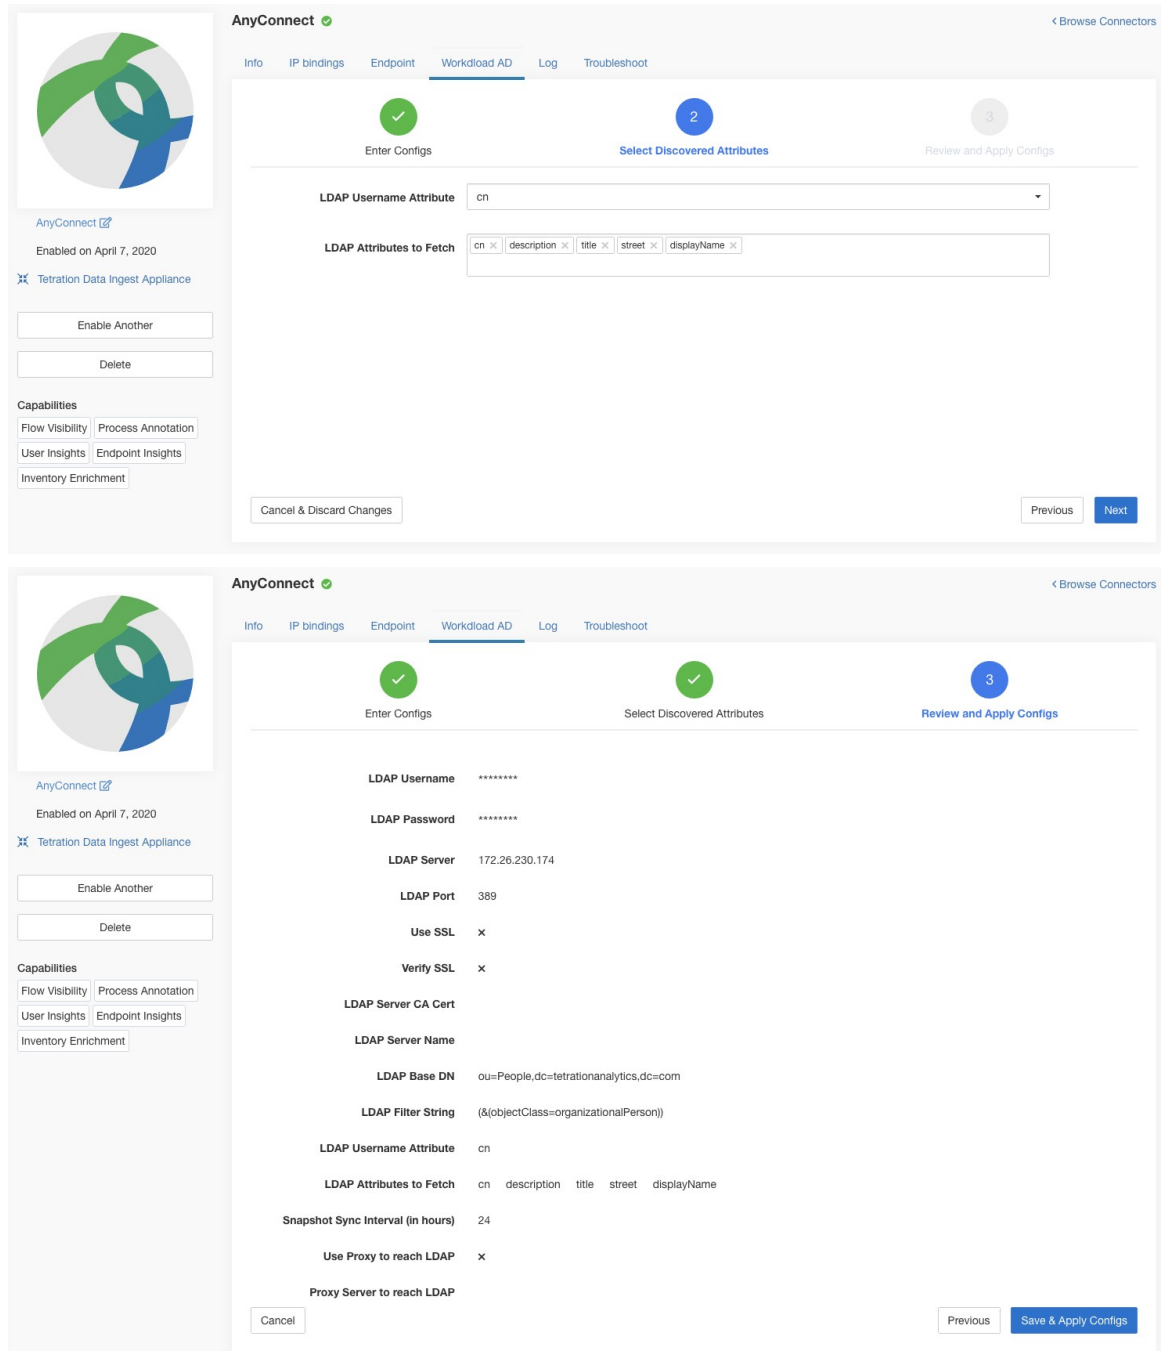 AnyConnect
< Browse Connectors
Info IP bindings Endpoint Workdload AD Log Troubleshoot
2 3
Enter Configs Select Discovered Attributes Review and Apply Configs
LDAP Username Attribute cn
LDAP Attributes to Fetch cn × description × title × street × displayName ×
AnyConnect
Enabled on April 7, 2020
Tetration Data Ingest Appliance
Enable Another
Delete
Capabilities
Flow Visibility Process Annotation
User Insights Endpoint Insights
Inventory Enrichment
Cancel & Discard Changes Previous Next
AnyConnect
< Browse Connectors
Info IP bindings Endpoint Workdload AD Log Troubleshoot
3
Enter Configs Select Discovered Attributes Review and Apply Configs
AnyConnect
Enabled on April 7, 2020
Tetration Data Ingest Appliance
Enable Another
Delete
Capabilities
Flow Visibility Process Annotation
User Insights Endpoint Insights
Inventory Enrichment
LDAP Username ********
LDAP Password ********
LDAP Server 172.26.230.174
LDAP Port 389
Use SSL ×
Verify SSL ×
LDAP Server CA Cert
LDAP Server Name
LDAP Base DN ou=People,dc=tetrationanalytics,dc=com
LDAP Filter String (&(objectClass=organizationalPerson))
LDAP Username Attribute cn
LDAP Attributes to Fetch cn description title street displayName
Snapshot Sync Interval (in hours) 24
Use Proxy to reach LDAP ×
Proxy Server to reach LDAP
Cancel Previous Save & Apply Configs